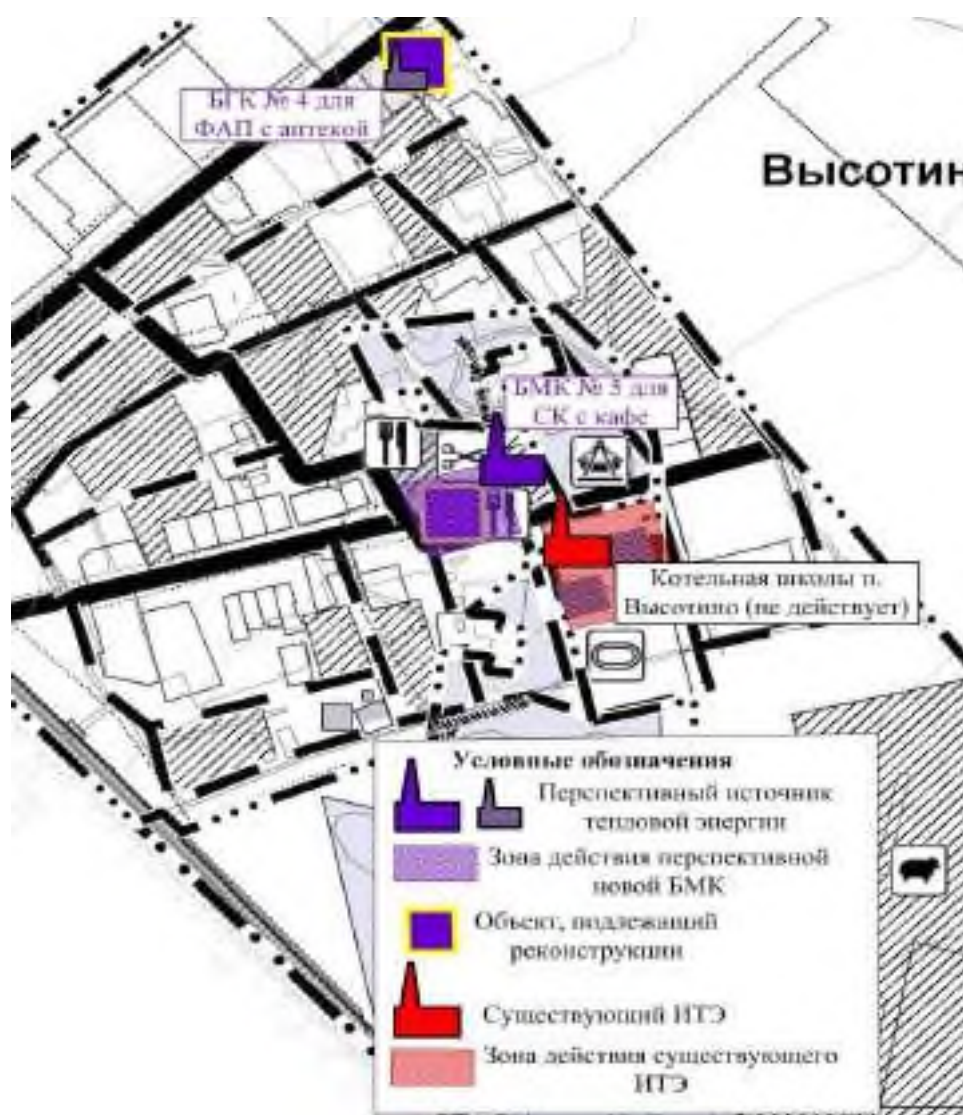 БГК № 4 для
ФАП с аптекой
Высотин
БМК № 3 для
СК с кафе
Котельная школы п.
Высотино (не действует)
Условные обозначения
Перспективный источник
тепловой энергии
Зона действия перспективной
новой БМК
Объект, подлежащий
реконструкции
Существующий ИТЭ
Зона действия существующего
ИТЭ